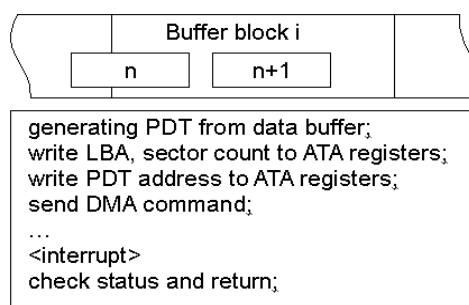 Buffer block i
n n+1
generating PDT from data buffer;
write LBA, sector count to ATA registers;
write PDT address to ATA registers;
send DMA command;
...
<interrupt>
check status and return;